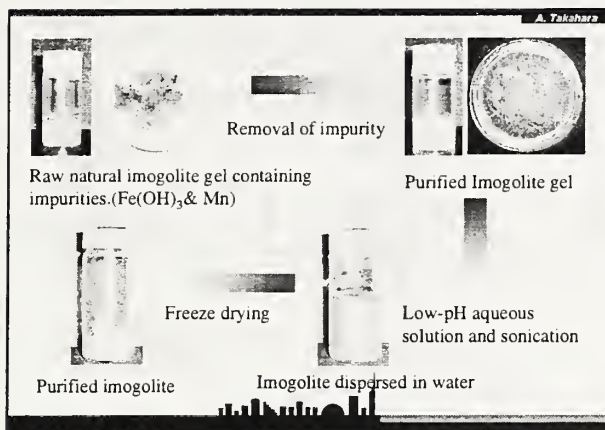 A. Takahara
Removal of impurity
Raw natural imogolite gel containing
impurities.(Fe(OH)₃& Mn)
Purified Imogolite gel
Freeze drying
Low-pH aqueous
solution and sonication
Purified imogolite
Imogolite dispersed in water